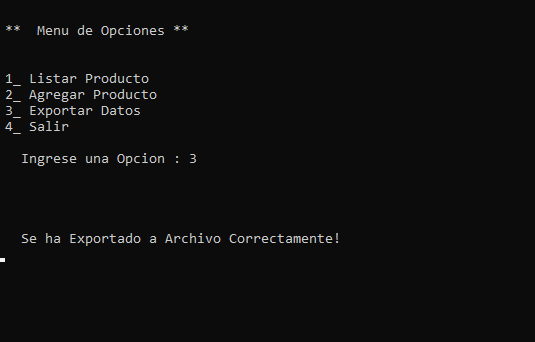 ** Menu de Opciones **
1_ Listar Producto
2_ Agregar Producto
3_ Exportar Datos
4_ Salir
Ingrese una Opcion : 3
Se ha Exportado a Archivo Correctamente!